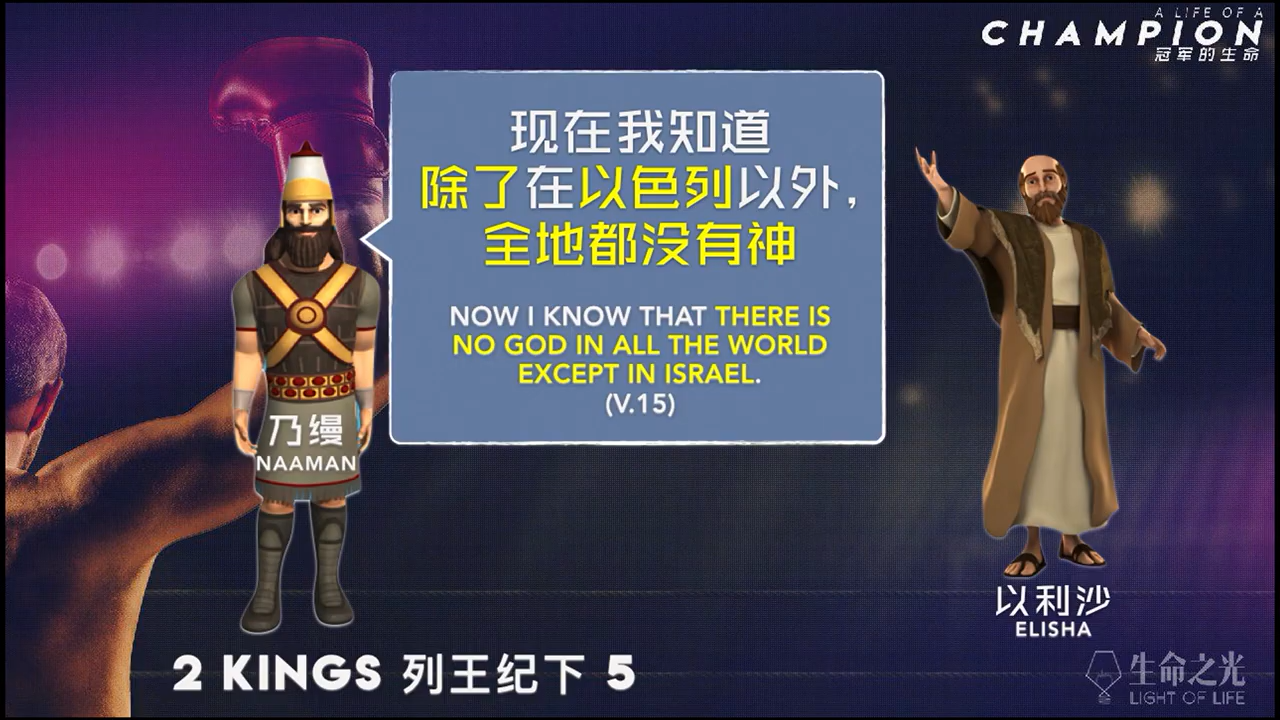 A LIFE OF A
CHAMPION
冠军的生命
现在我知道
除了在以色列以外,
全地都没有神
NOW I KNOW THAT THERE IS
NO GOD IN ALL THE WORLD
EXCEPT IN ISRAEL.
(V.15)
乃缦
NAAMAN
以利沙
ELISHA
2 KINGS 列王纪下 5
生命之光
LIGHT OF LIFE